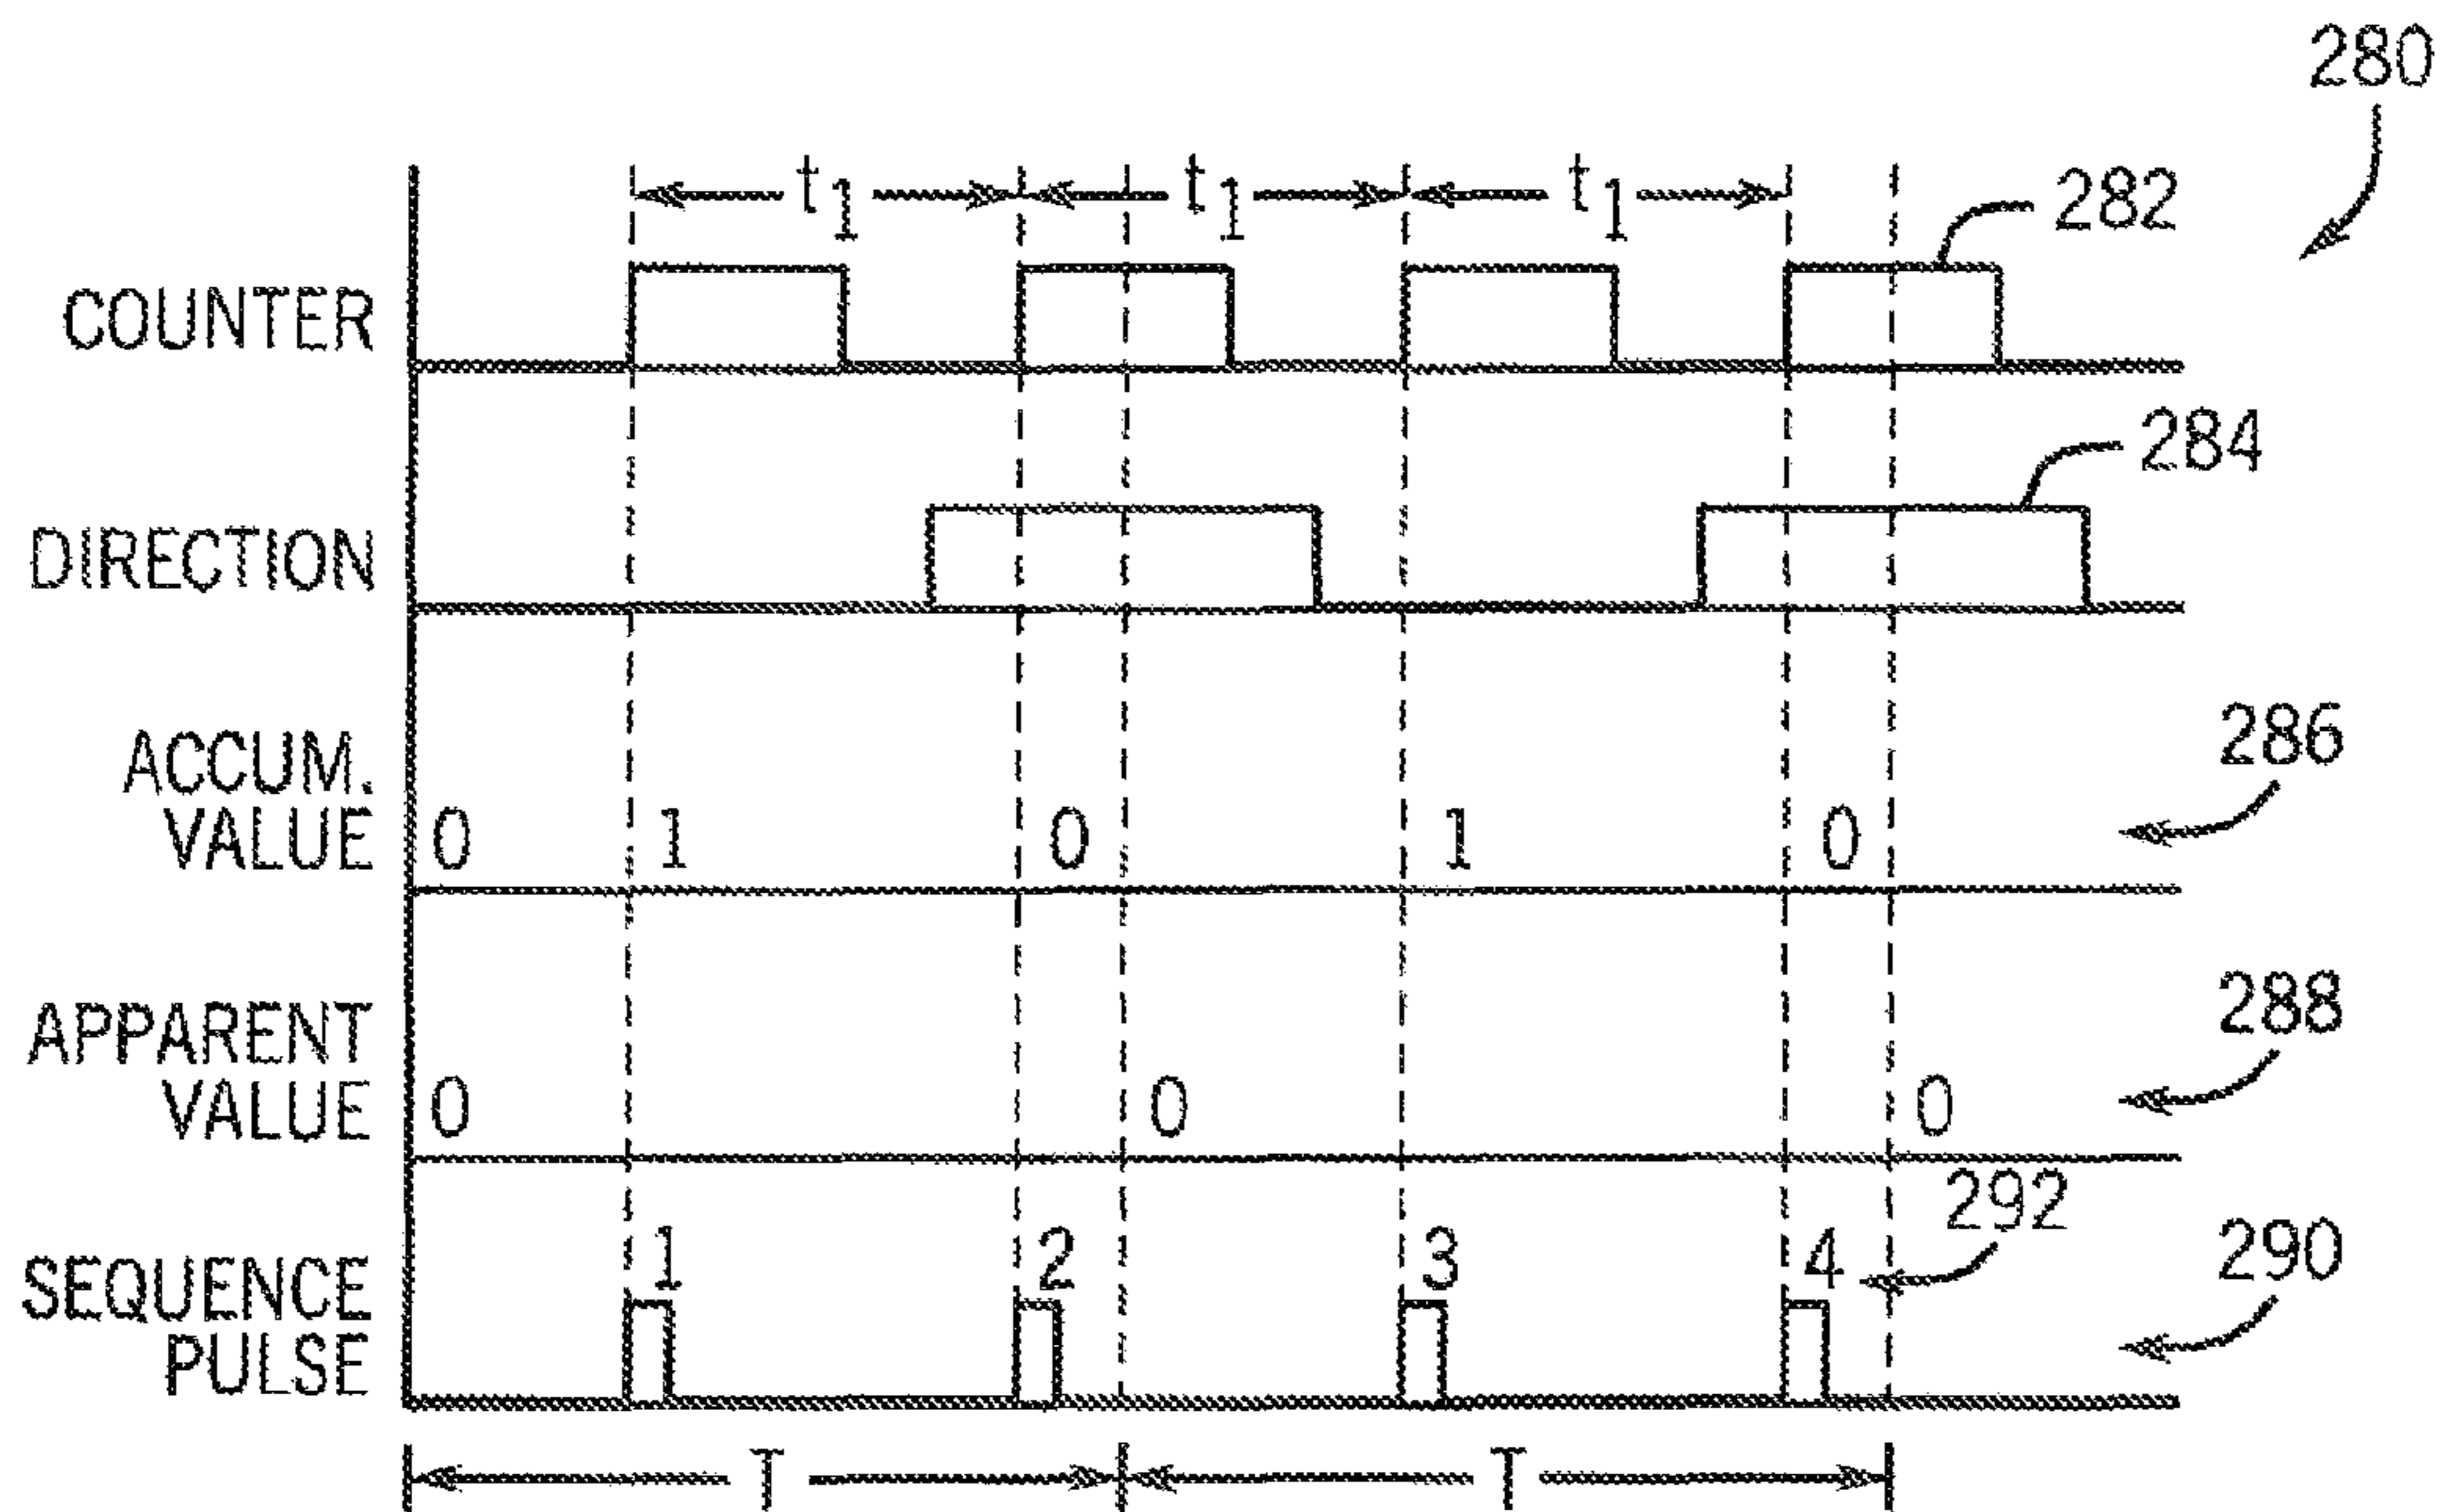 280
t1 t1 t1
282
COUNTER
284
DIRECTION
286
ACCUM.
VALUE 0 1 0 1 0
288
APPARENT
VALUE 0 0 0
292
1 2 3 4
290
SEQUENCE
PULSE
T T